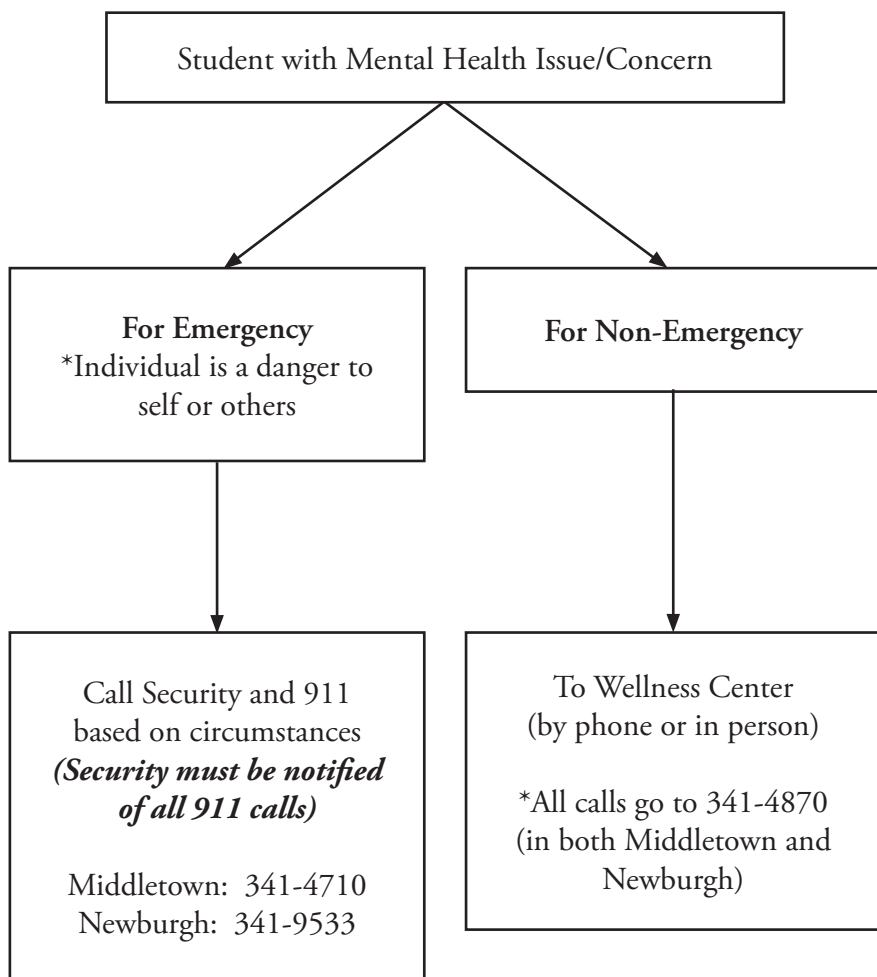 Student with Mental Health Issue/Concern
For Emergency
*Individual is a danger to
self or others
For Non-Emergency
Call Security and 911
based on circumstances
(Security must be notified
of all 911 calls)
Middletown: 341-4710
Newburgh: 341-9533
To Wellness Center
(by phone or in person)
*All calls go to 341-4870
(in both Middletown and
Newburgh)